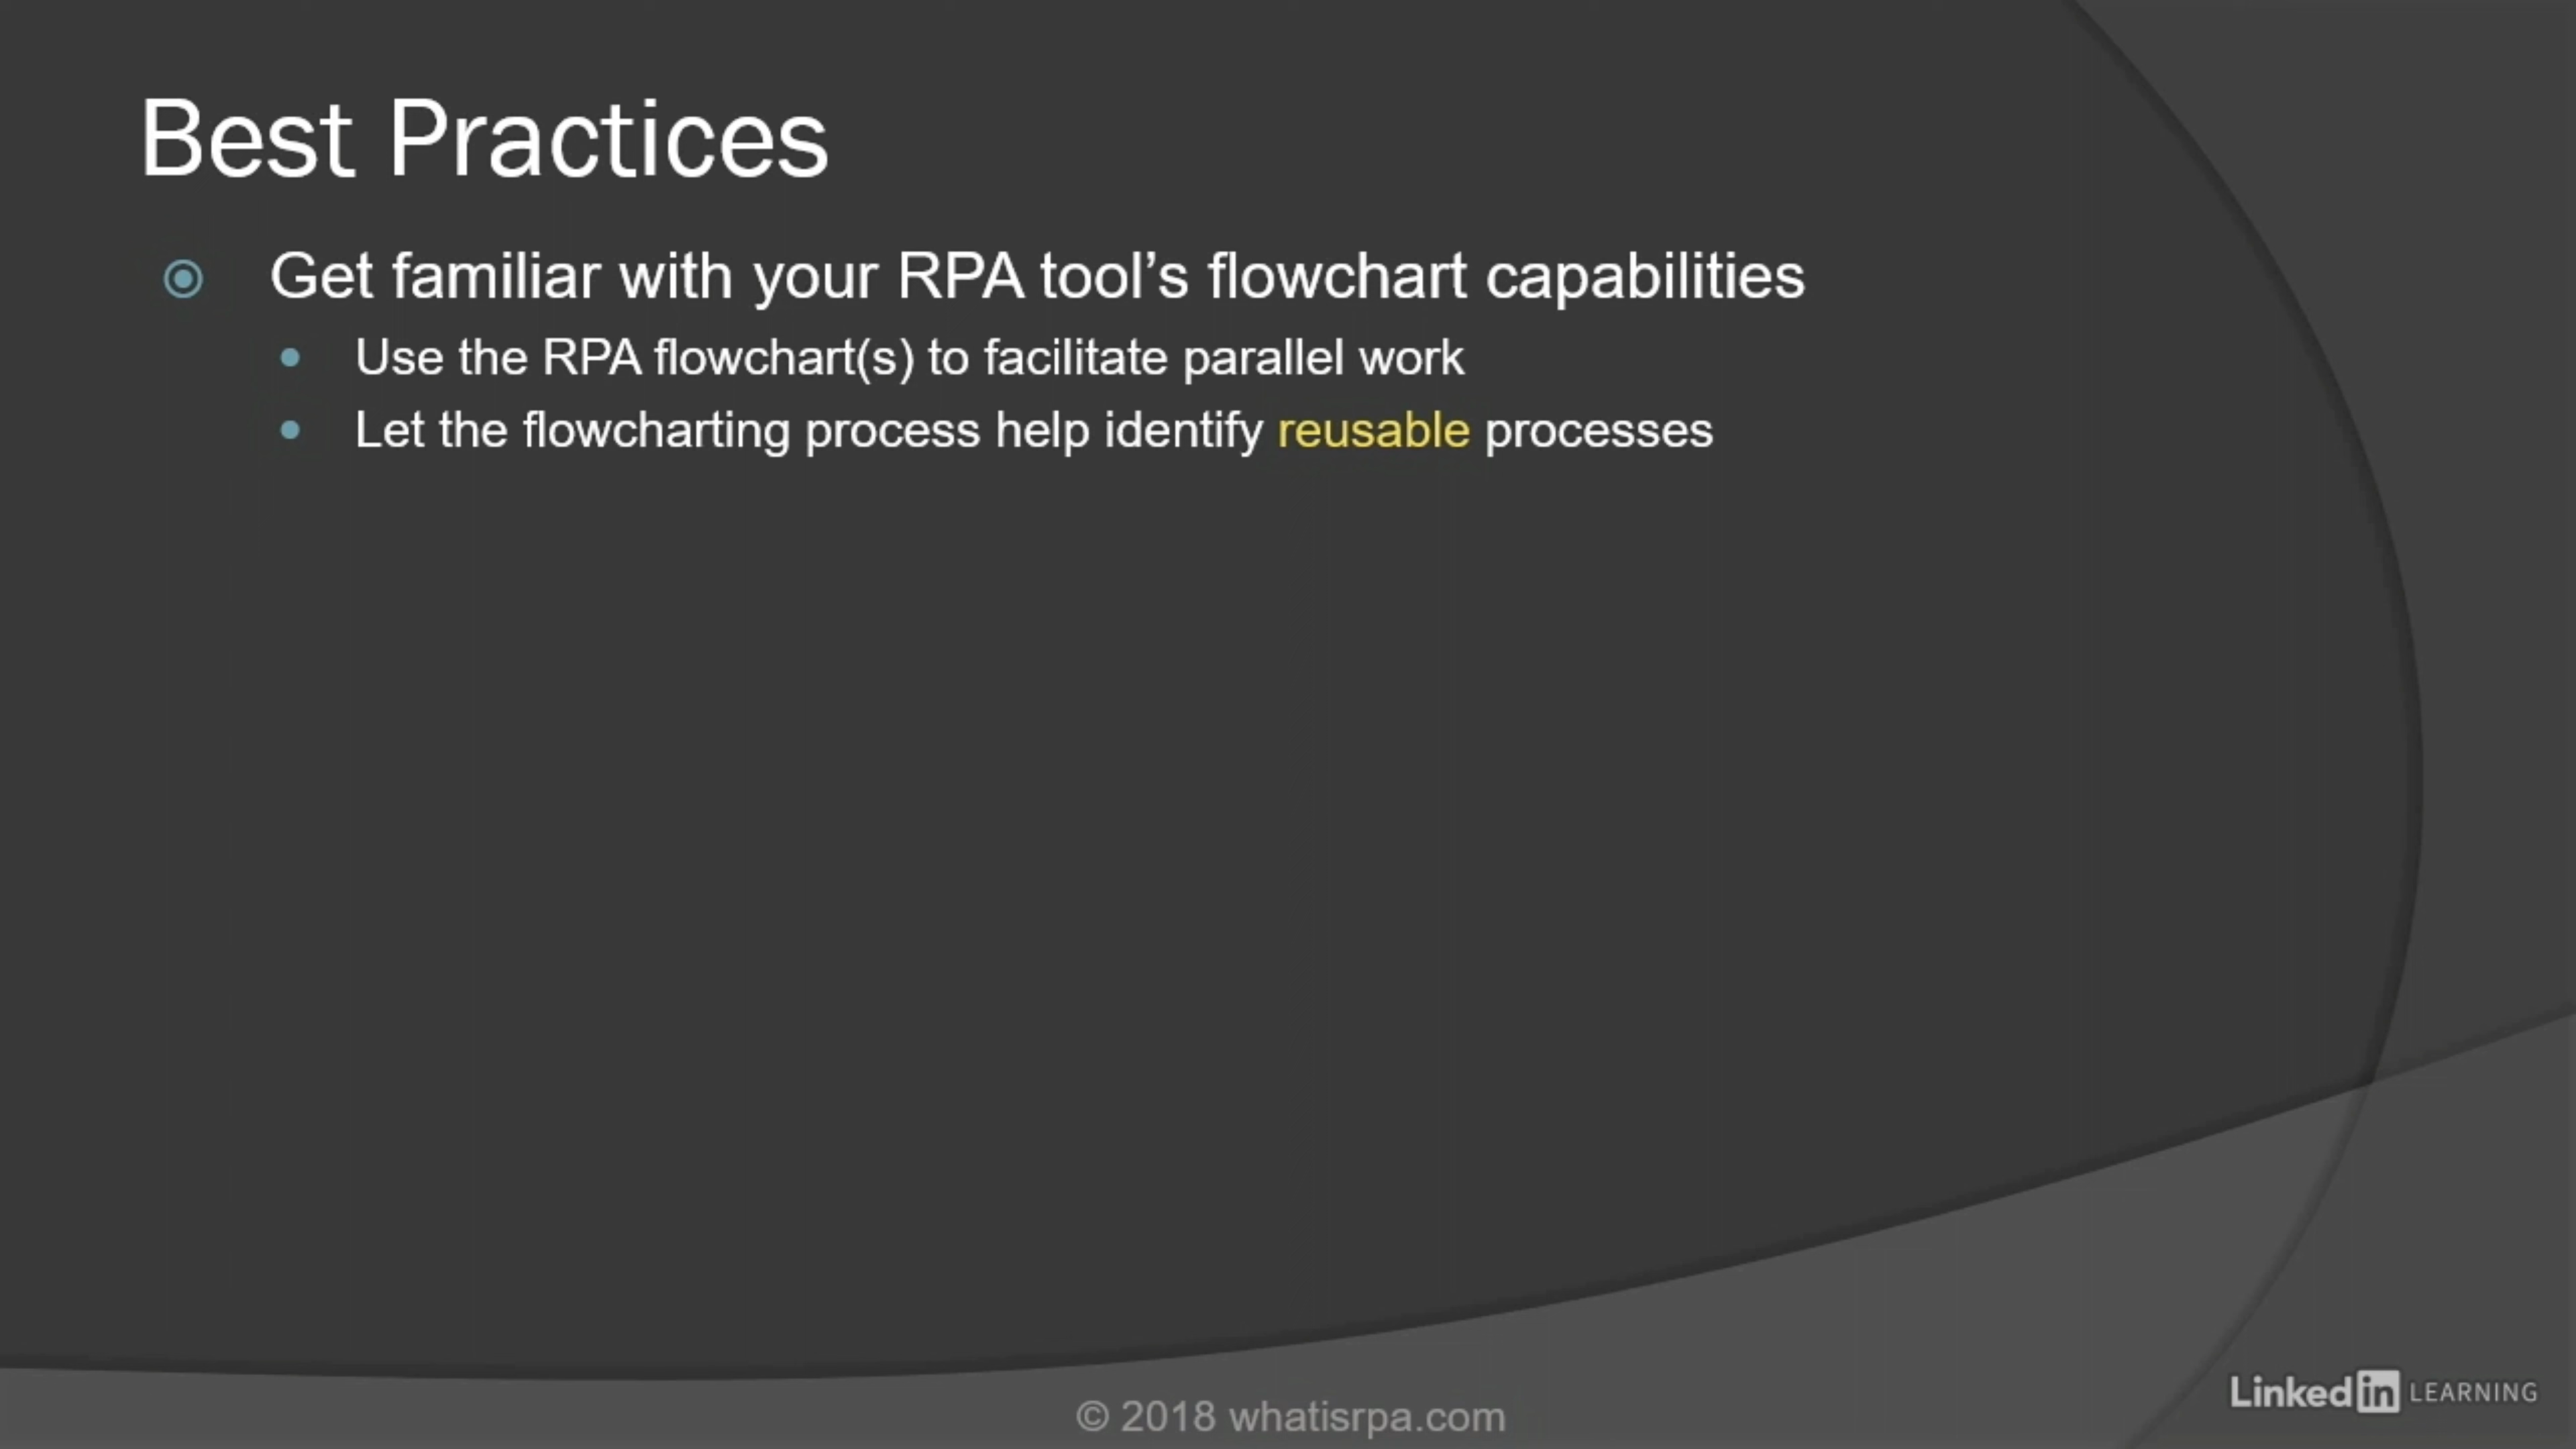 Best Practices
Get familiar with your RPA tool’s flowchart capabilities
Use the RPA flowchart(s) to facilitate parallel work
Let the flowcharting process help identify reusable processes
© 2018 whatisrpa.com
Linked in LEARNING